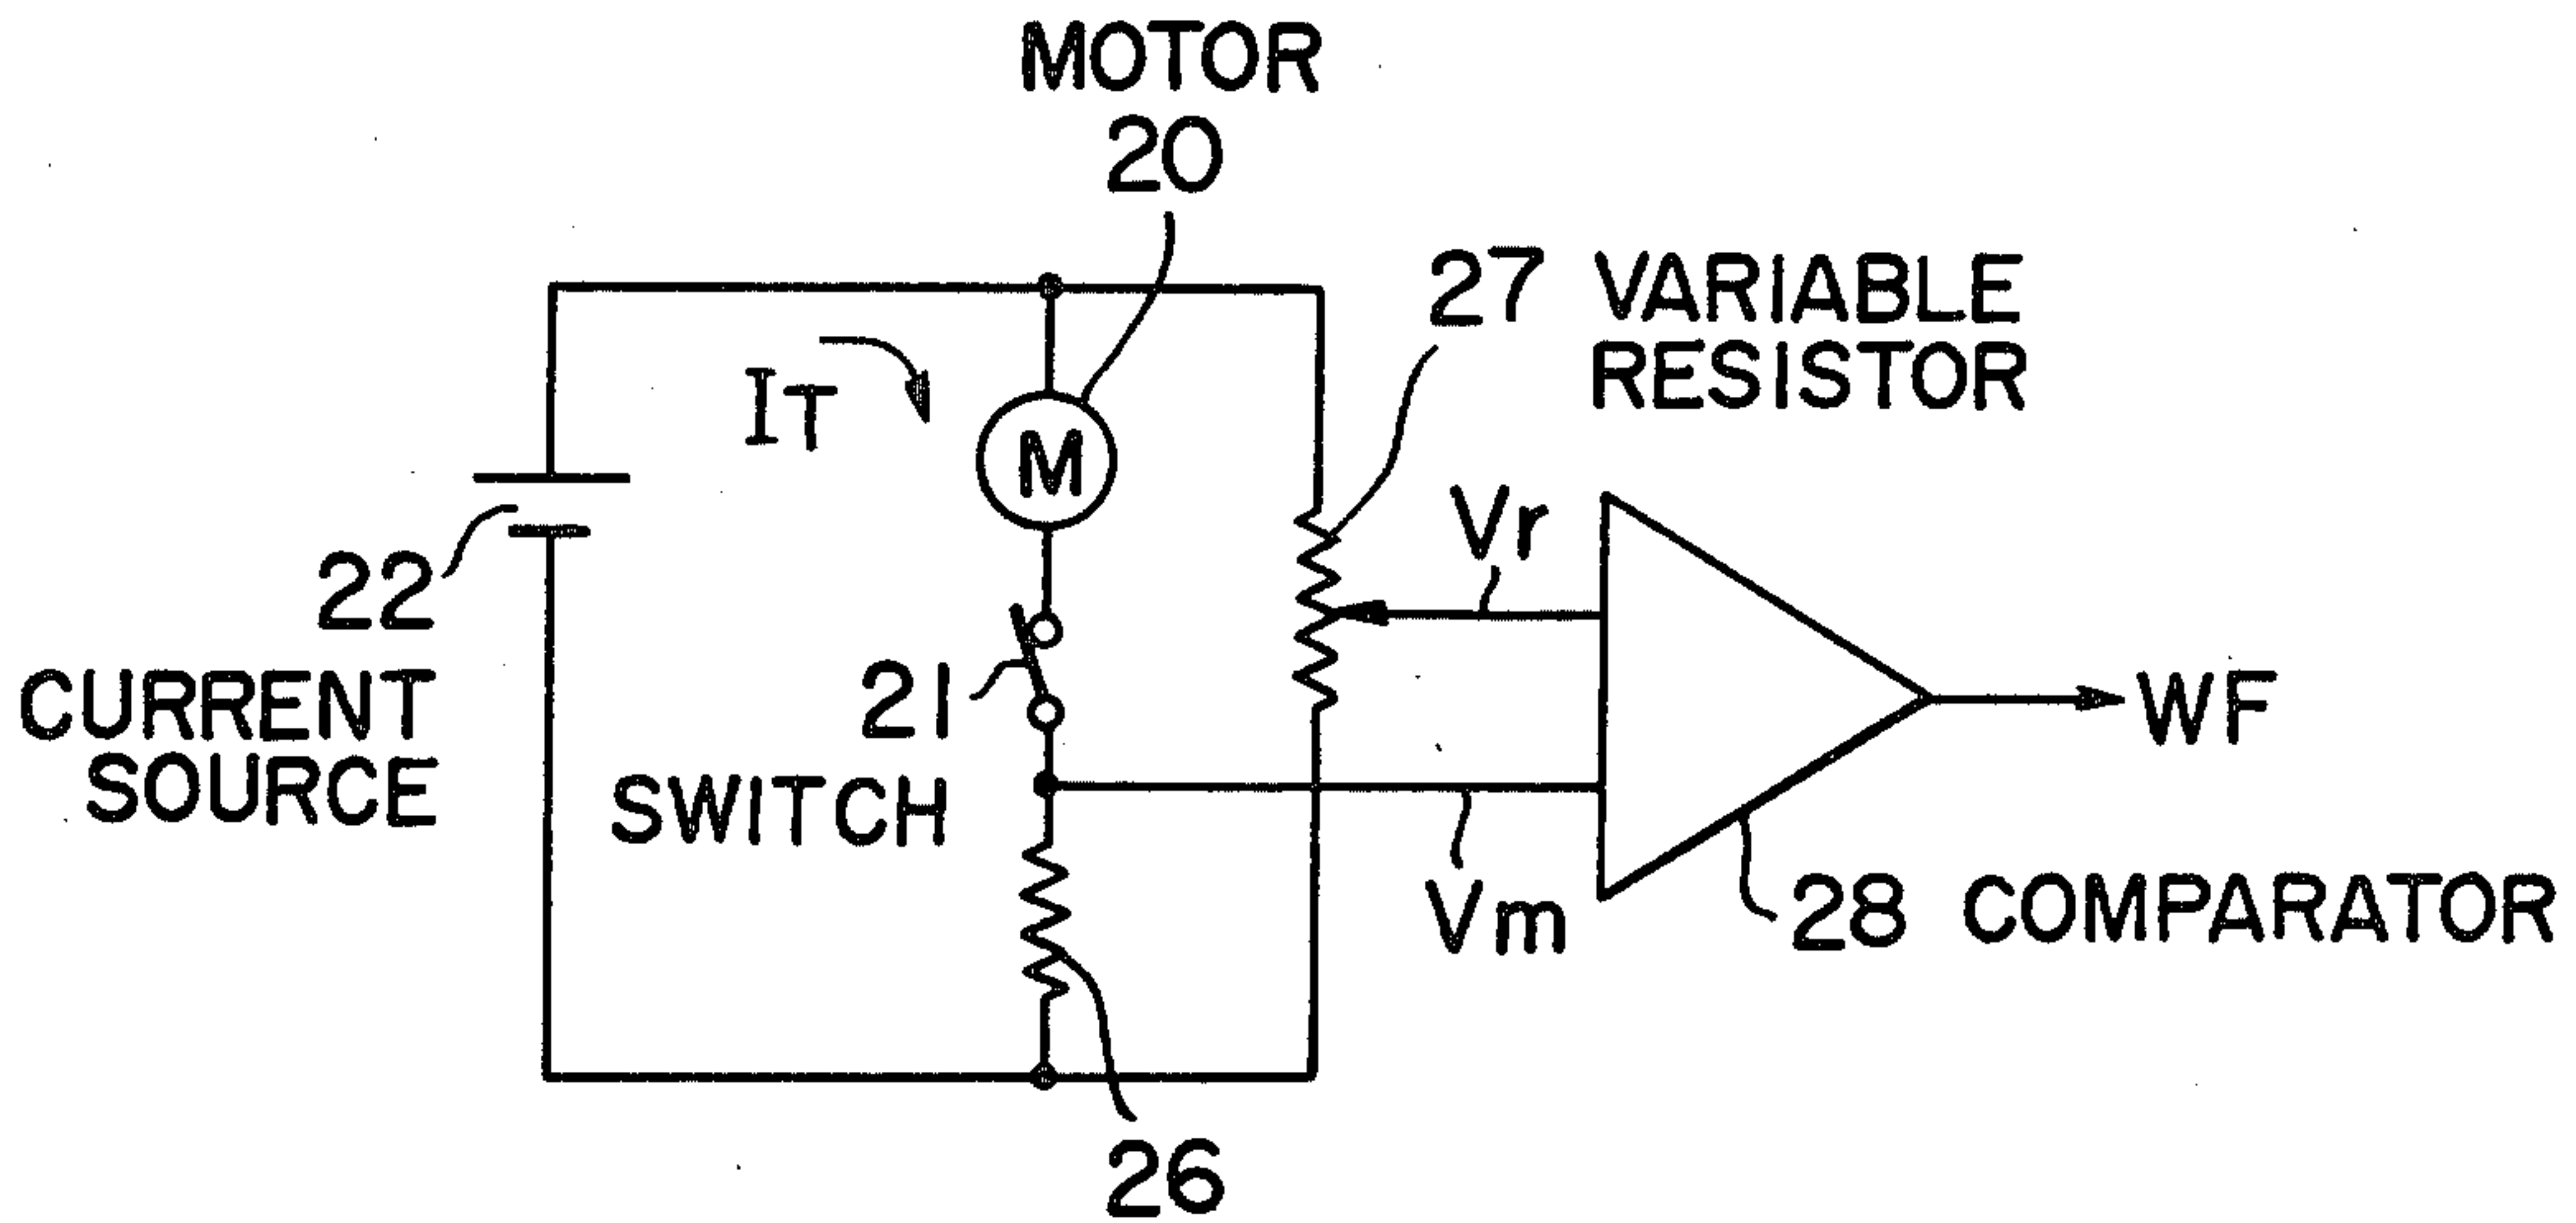 MOTOR
20
27 VARIABLE
RESISTOR
IT
M
Vr
22
CURRENT
SOURCE
21
SWITCH
WF
Vm
28 COMPARATOR
26